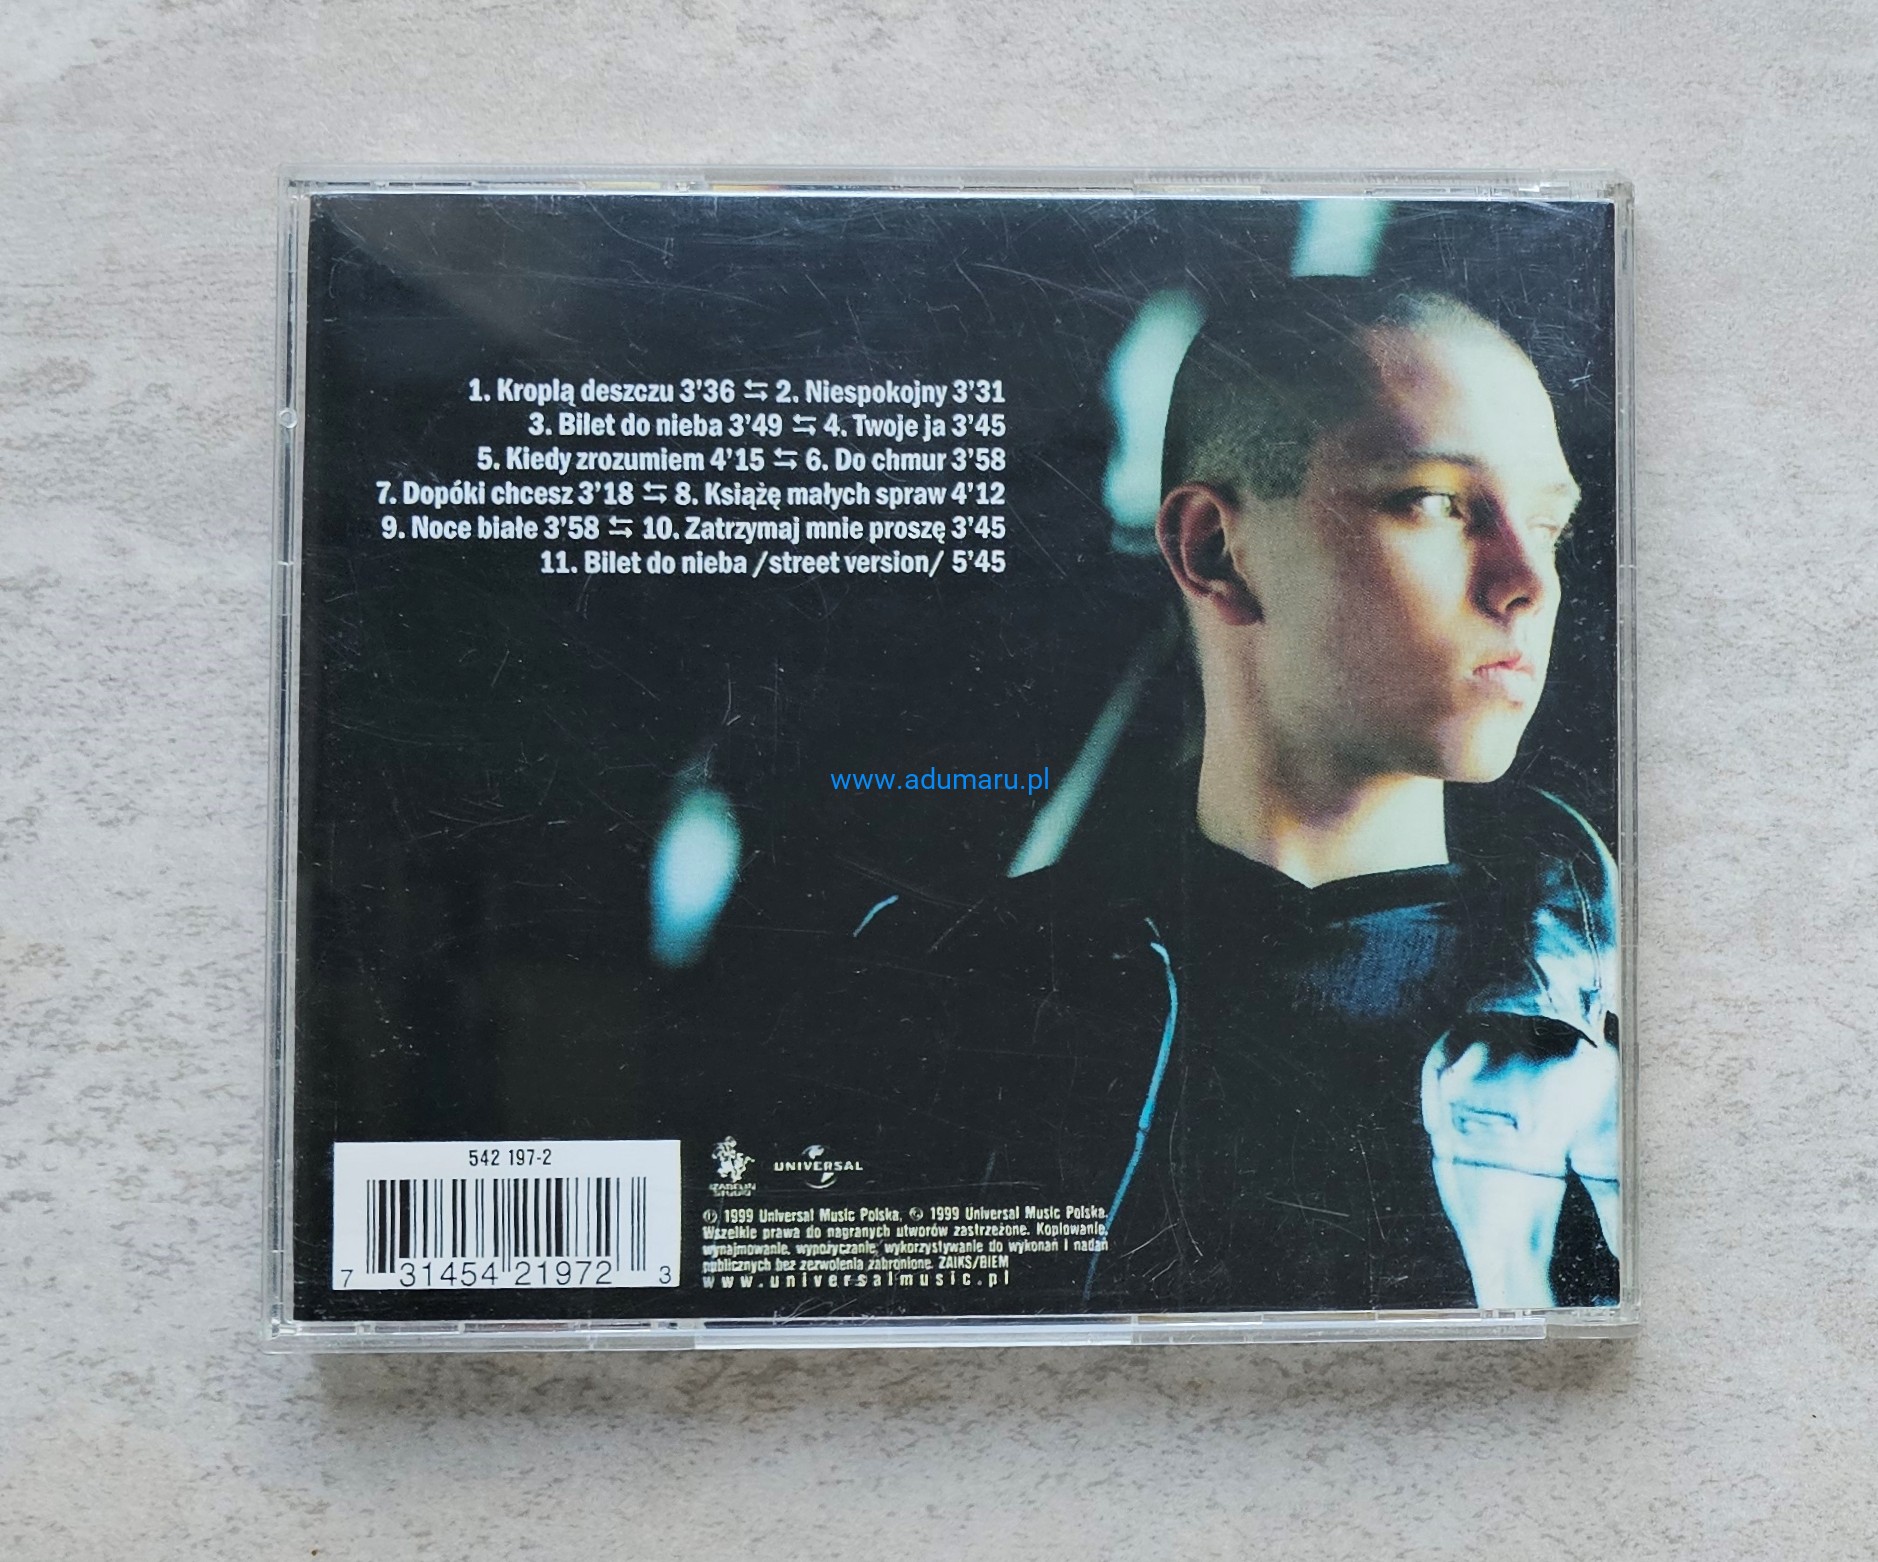 1. Kroplą deszczu 3'36 ⇆ 2. Niespokojny 3'31
3. Bilet do nieba 3'49 ⇆ 4. Twoje ja 3'45
5. Kiedy zrozumiem 4'15 ⇆ 6. Do chmur 3'58
7. Dopóki chcesz 3'18 ⇆ 8. Książę małych spraw 4'12
9. Noce białe 3'58 ⇆ 10. Zatrzymaj mnie proszę 3'45
11. Bilet do nieba /street version/ 5'45
www.adumaru.pl
542 197-2
7 31454 21972 3
IZABELIN
STUDIO
UNIVERSAL
℗ 1999 Universal Music Polska, © 1999 Universal Music Polska.
Wszelkie prawa do nagranych utworów zastrzeżone. Kopiowanie,
wynajmowanie, wypożyczanie, wykorzystywanie do wykonań i nadań
publicznych bez zezwolenia zabronione. ZAIKS/BIEM
www.universalmusic.pl